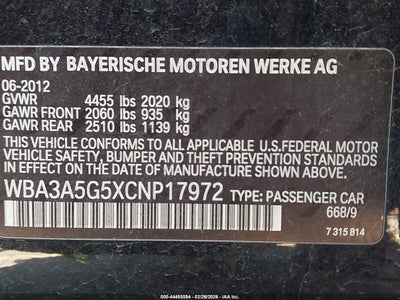 MFD BY BAYERISCHE MOTOREN WERKE AG
06-2012
GVWR 4455 lbs 2020 kg
GAWR FRONT 2060 lbs 935 kg
GAWR REAR 2510 lbs 1139 kg
THIS VEHICLE CONFORMS TO ALL APPLICABLE U.S.FEDERAL MOTOR
VEHICLE SAFETY, BUMPER AND THEFT PREVENTION STANDARDS
IN EFFECT ON THE DATE OF MANUFACTURE SHOWN ABOVE.
WBA3A5G5XCNP17972 TYPE: PASSENGER CAR
668/9
7 315 814
000-44455584 - 02/26/2026 - IAAI.COM